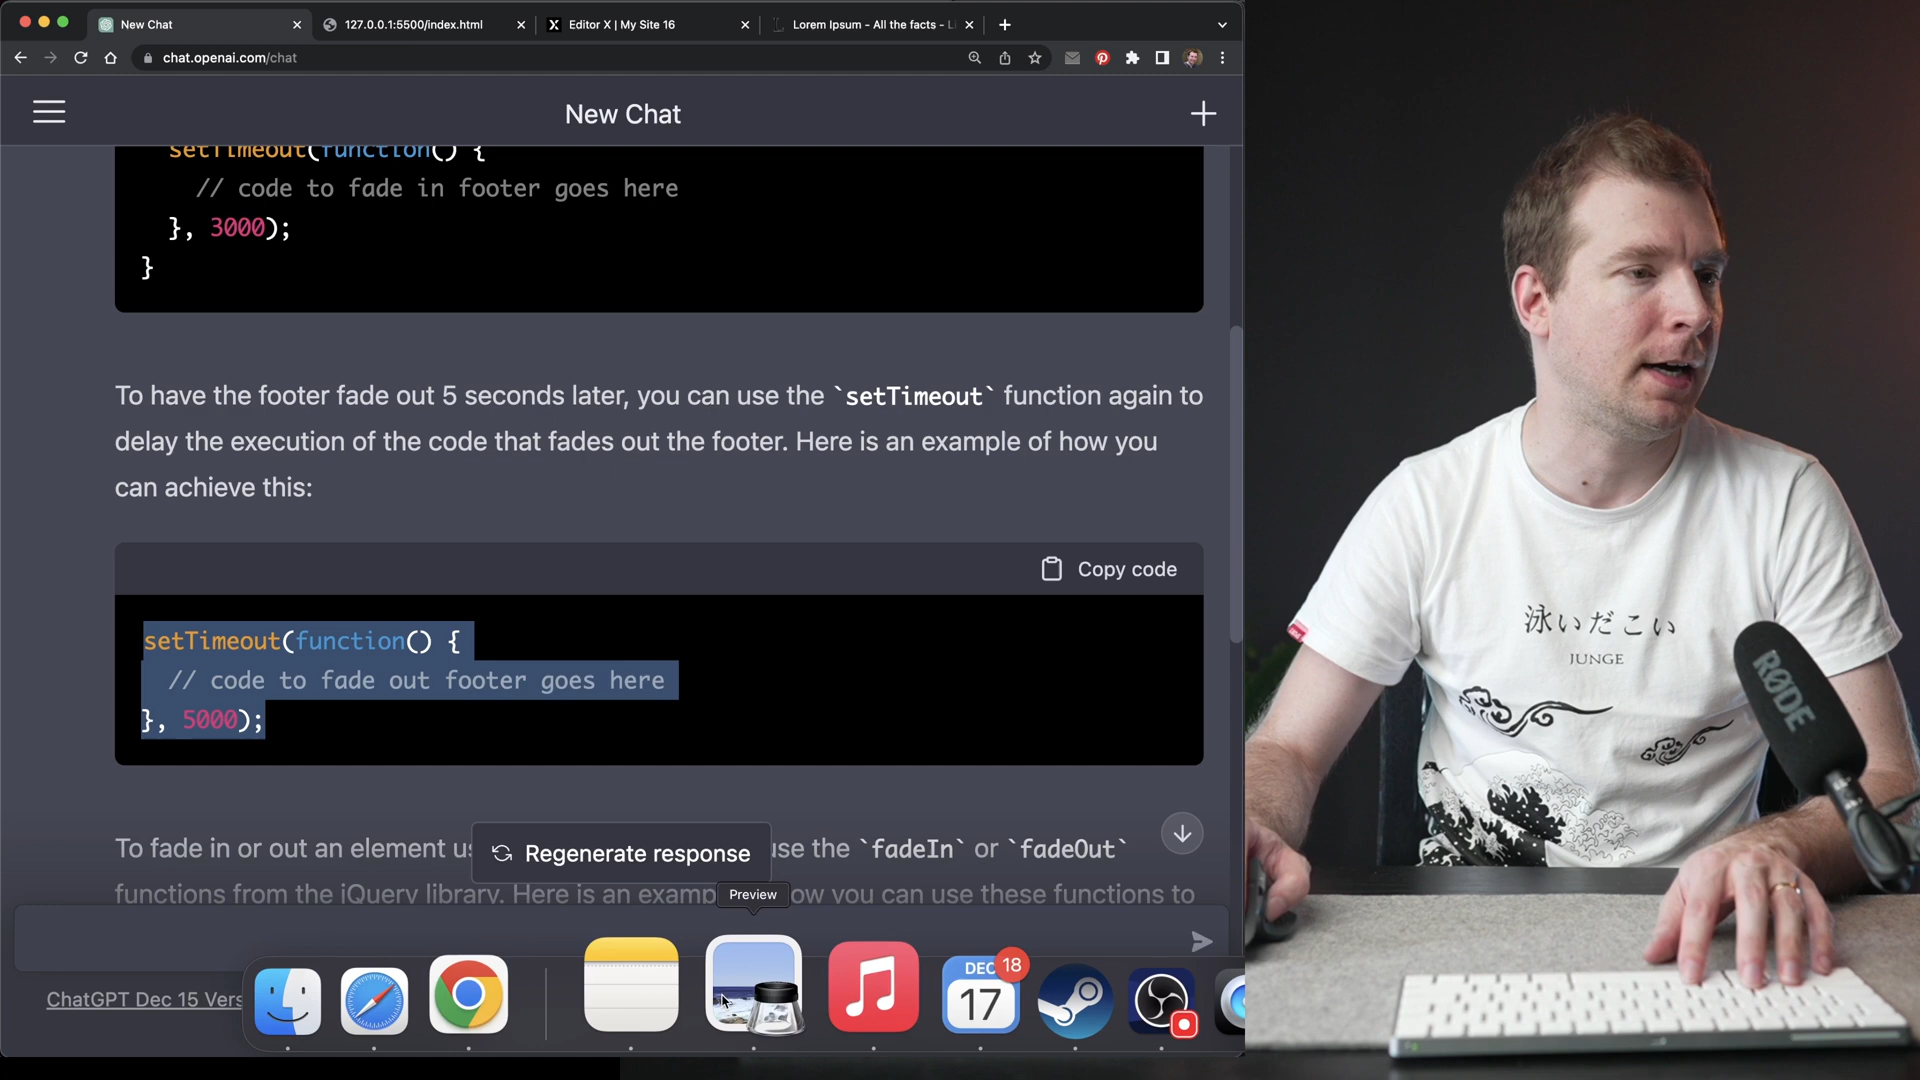 New Chat
127.0.0.1:5500/index.html
X
Editor X | My Site 16
Lorem Ipsum - All the facts - Li
chat.openai.com/chat
New Chat
setTimeout(function() {
// code to fade in footer goes here
}, 3000);
}
To have the footer fade out 5 seconds later, you can use the `setTimeout` function again to
delay the execution of the code that fades out the footer. Here is an example of how you
can achieve this:
Copy code
setTimeout(function() {
// code to fade out footer goes here
}, 5000);
To fade in or out an element us
use the `fadeIn` or `fadeOut`
Regenerate response
functions from the jQuery library. Here is an examp
ow you can use these functions to
Preview
ChatGPT Dec 15 Vers
DEC
18
17
泳いだこい
JUNGE
RØDE